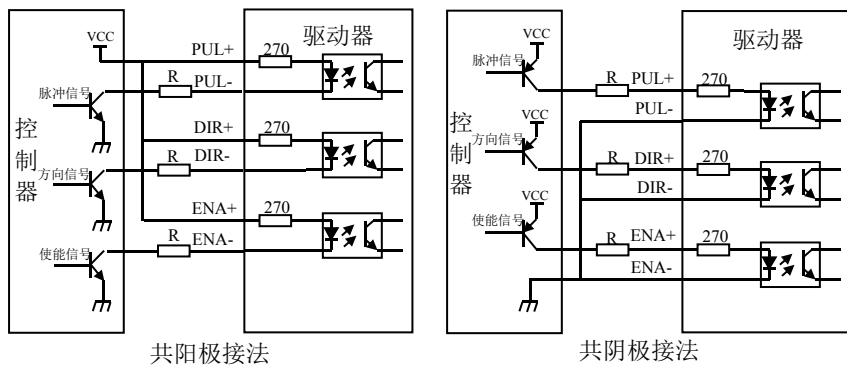 VCC
PUL+
270
驱动器
脉冲信号
R
PUL-
控制器
DIR+
270
方向信号
R
DIR-
ENA+
270
使能信号
R
ENA-
共阳极接法
VCC
驱动器
脉冲信号
R
PUL+
270
PUL-
控制器
VCC
方向信号
R
DIR+
270
DIR-
VCC
使能信号
R
ENA+
270
ENA-
共阴极接法